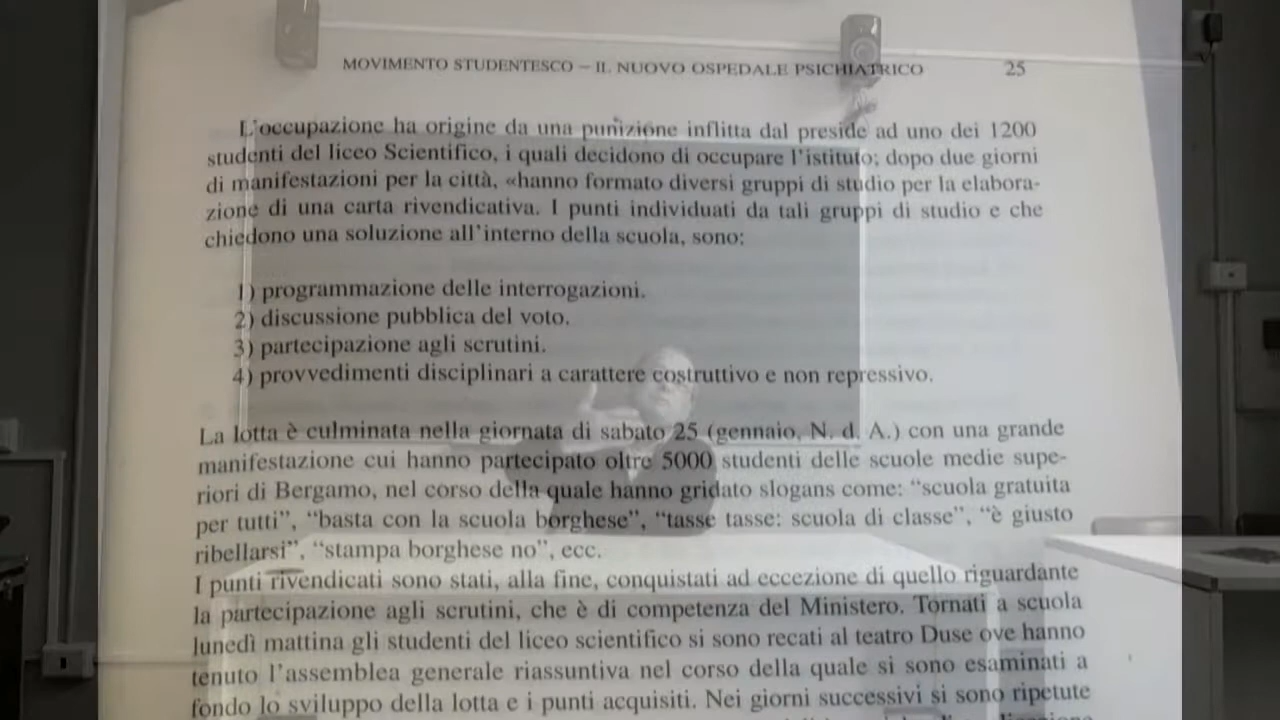 MOVIMENTO STUDENTESCO – IL NUOVO OSPEDALE PSICHIATRICO 25
L'occupazione ha origine da una punizione inflitta dal preside ad uno dei 1200
studenti del liceo Scientifico, i quali decidono di occupare l'istituto; dopo due giorni
di manifestazioni per la città, «hanno formato diversi gruppi di studio per la elabora-
zione di una carta rivendicativa. I punti individuati da tali gruppi di studio e che
chiedono una soluzione all'interno della scuola, sono:
1) programmazione delle interrogazioni.
2) discussione pubblica del voto.
3) partecipazione agli scrutini.
4) provvedimenti disciplinari a carattere costruttivo e non repressivo.
La lotta è culminata nella giornata di sabato 25 (gennaio, N. d. A.) con una grande
manifestazione cui hanno partecipato oltre 5000 studenti delle scuole medie supe-
riori di Bergamo, nel corso della quale hanno gridato slogans come: “scuola gratuita
per tutti”, “basta con la scuola borghese”, “tasse tasse: scuola di classe”, “è giusto
ribellarsi”, “stampa borghese no”, ecc.
I punti rivendicati sono stati, alla fine, conquistati ad eccezione di quello riguardante
la partecipazione agli scrutini, che è di competenza del Ministero. Tornati a scuola
lunedì mattina gli studenti del liceo scientifico si sono recati al teatro Duse ove hanno
tenuto l'assemblea generale riassuntiva nel corso della quale si sono esaminati a
fondo lo sviluppo della lotta e i punti acquisiti. Nei giorni successivi si sono ripetute